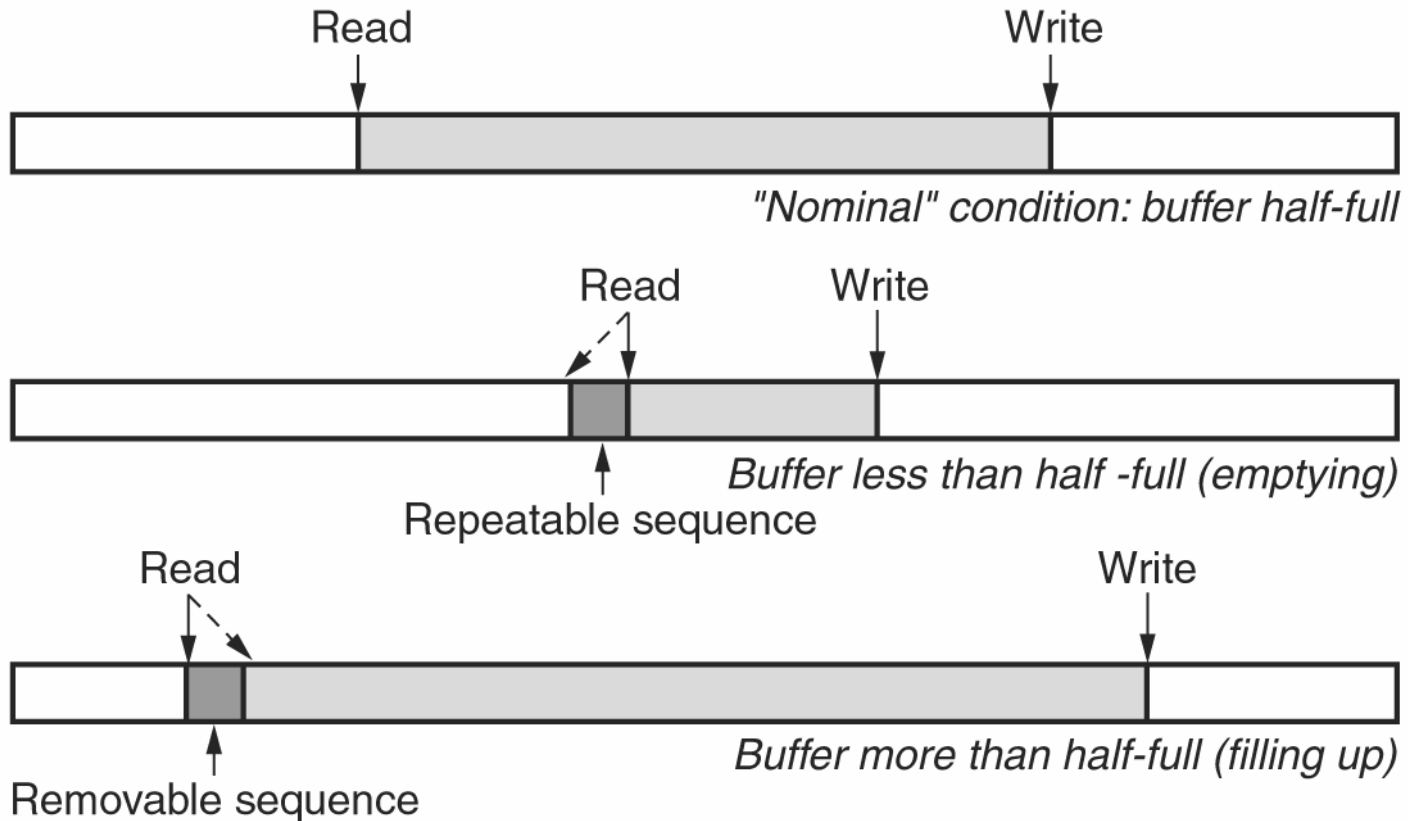 Read
Write
"Nominal" condition: buffer half-full
Read
Write
Buffer less than half -full (emptying)
Repeatable sequence
Read
Write
Buffer more than half-full (filling up)
Removable sequence